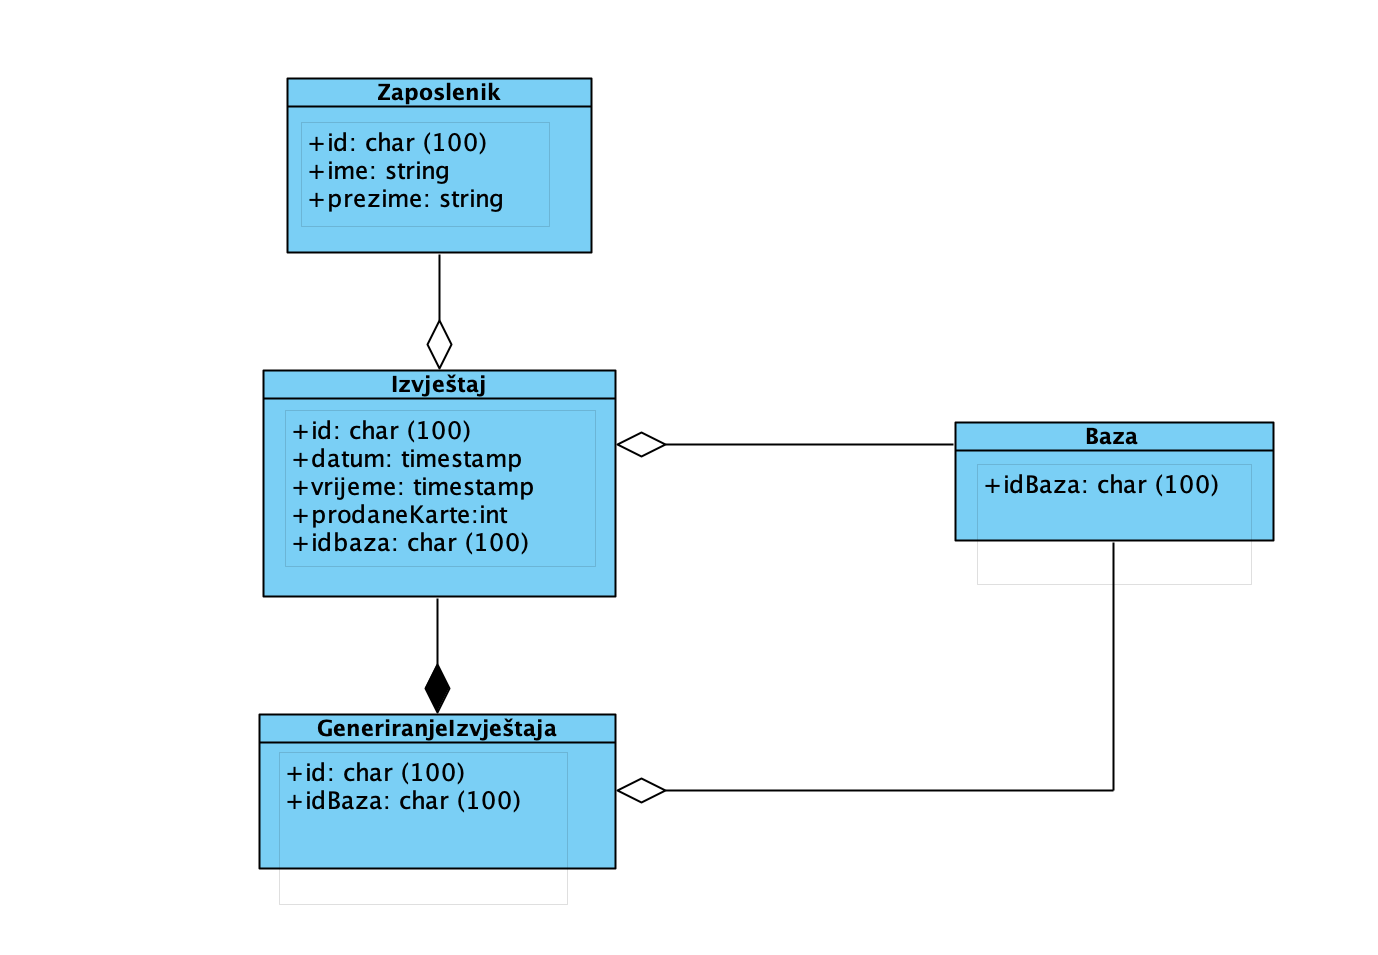 Zaposlenik
+id: char (100)
+ime: string
+prezime: string
Izvještaj
+id: char (100)
+datum: timestamp
+vrijeme: timestamp
+prodaneKarte:int
+idbaza: char (100)
Baza
+idBaza: char (100)
GeneriranjeIzvještaja
+id: char (100)
+idBaza: char (100)